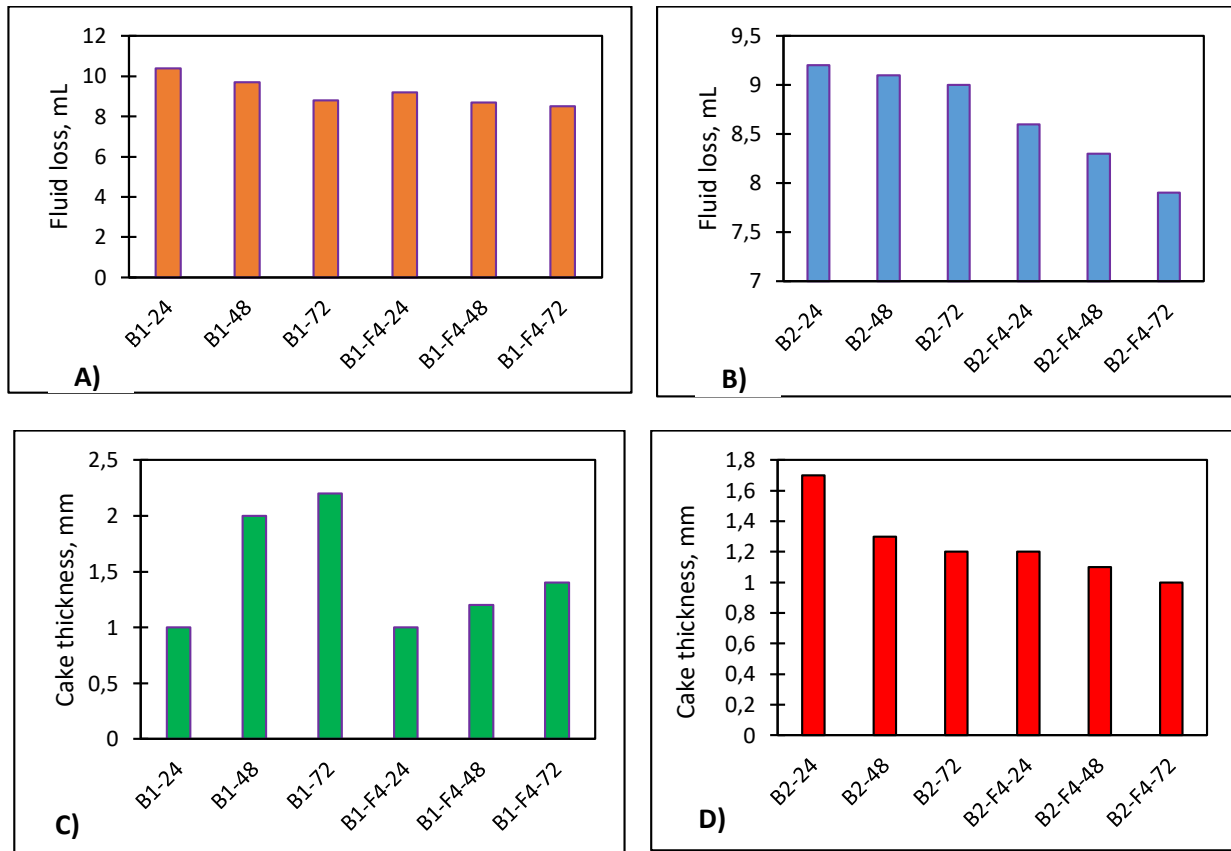 Fluid loss, mL
12
10
8
6
4
2
0
B1-24
B1-48
B1-72
B1-F4-24
B1-F4-48
B1-F4-72
A)
Fluid loss, mL
9,5
9
8,5
8
7,5
7
B2-24
B2-48
B2-72
B2-F4-24
B2-F4-48
B2-F4-72
B)
Cake thickness, mm
2,5
2
1,5
1
0,5
0
B1-24
B1-48
B1-72
B1-F4-24
B1-F4-48
B1-F4-72
C)
Cake thickness, mm
1,8
1,6
1,4
1,2
1
0,8
0,6
0,4
0,2
0
B2-24
B2-48
B2-72
B2-F4-24
B2-F4-48
B2-F4-72
D)